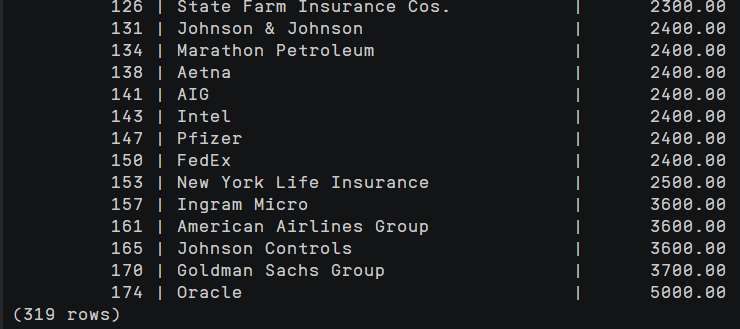 126 | State Farm Insurance Cos. | 2300.00
131 | Johnson & Johnson | 2400.00
134 | Marathon Petroleum | 2400.00
138 | Aetna | 2400.00
141 | AIG | 2400.00
143 | Intel | 2400.00
147 | Pfizer | 2400.00
150 | FedEx | 2400.00
153 | New York Life Insurance | 2500.00
157 | Ingram Micro | 3600.00
161 | American Airlines Group | 3600.00
165 | Johnson Controls | 3600.00
170 | Goldman Sachs Group | 3700.00
174 | Oracle | 5000.00
(319 rows)